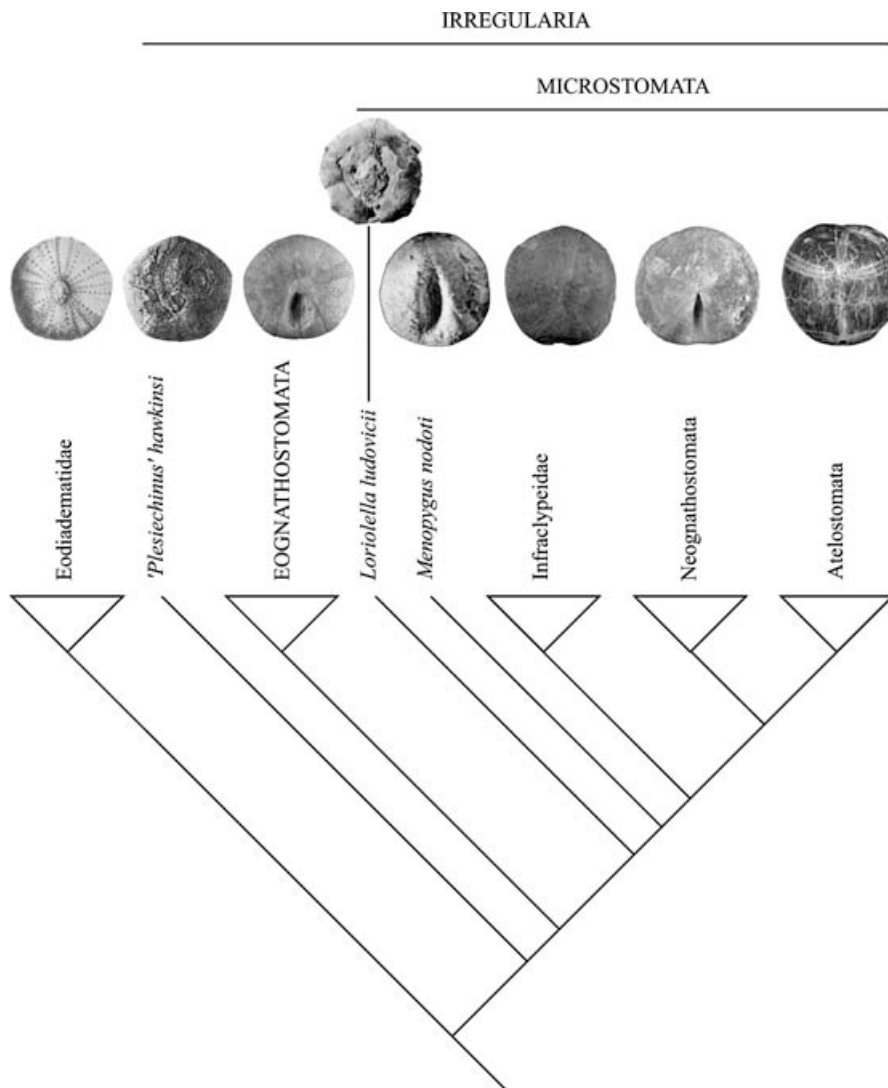 IRREGULARIA
MICROSTOMATA
Eodiadematidae
'Plesiechinus' hawkinsi
EOGNATHOSTOMATA
Loriolella ludovicii
Menopygus nodoti
Infraclypeidae
Neognathostomata
Atelostomata